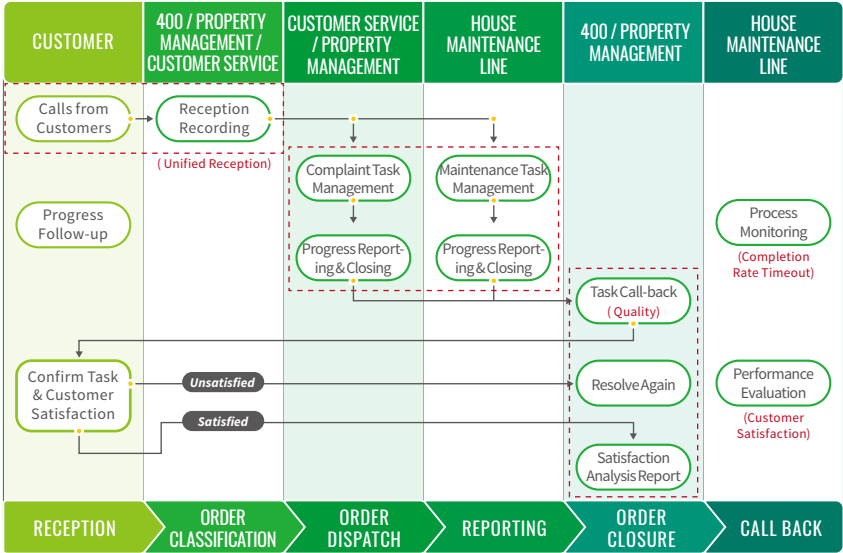 CUSTOMER
400 / PROPERTY
MANAGEMENT /
CUSTOMER SERVICE
CUSTOMER SERVICE
/ PROPERTY
MANAGEMENT
HOUSE
MAINTENANCE
LINE
400 / PROPERTY
MANAGEMENT
HOUSE
MAINTENANCE
LINE
Calls from
Customers
Reception
Recording
( Unified Reception)
Complaint Task
Management
Maintenance Task
Management
Progress
Follow-up
Process
Monitoring
(Completion
Rate Timeout)
Progress Report-
ing & Closing
Progress Report-
ing & Closing
Task Call-back
( Quality)
Confirm Task
& Customer
Satisfaction
Unsatisfied
Satisfied
Resolve Again
Performance
Evaluation
(Customer
Satisfaction)
Satisfaction
Analysis Report
RECEPTION
ORDER
CLASSIFICATION
ORDER
DISPATCH
REPORTING
ORDER
CLOSURE
CALL BACK